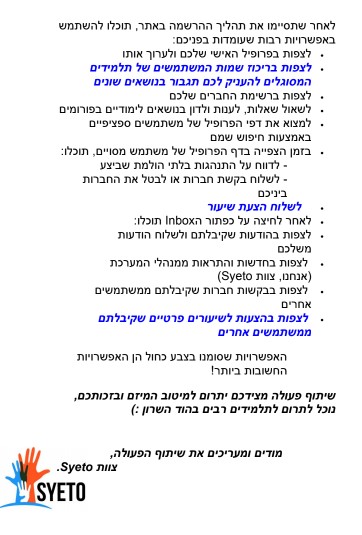 לאחר שתסיימו את תהליך ההרשמה באתר, תוכלו להשתמש
באפשרויות רבות שעומדות בפניכם:
• לצפות בפרופיל האישי שלכם ולערוך אותו
• לצפות בריכוז שמות המשתמשים של תלמידים
המסוגלים להעניק לכם תגבור בנושאים שונים
• לצפות ברשימת החברים שלכם
• לשאול שאלות, לענות ולדון בנושאים לימודיים בפורומים
• למצוא את דפי הפרופיל של משתמשים ספציפיים
באמצעות חיפוש שמם
• בזמן הצפייה בדף הפרופיל של משתמש מסויים, תוכלו:
- לדווח על התנהגות בלתי הולמת שביצע
- לשלוח בקשת חברות או לבטל את החברות
ביניכם
• לשלוח הצעת שיעור
• לאחר לחיצה על כפתור הInbox תוכלו:
• לצפות בהודעות שקיבלתם ולשלוח הודעות
משלכם
• לצפות בחדשות והתראות ממנהלי המערכת
(אנחנו, צוות Syeto)
• לצפות בבקשות חברות שקיבלתם ממשתמשים
אחרים
• לצפות בהצעות לשיעורים פרטיים שקיבלתם
ממשתמשים אחרים
האפשרויות שסומנו בצבע כחול הן האפשרויות
החשובות ביותר!
שיתוף פעולה מצידכם יתרום למיטוב המיזם ובזכותכם,
נוכל לתרום לתלמידים רבים בהוד השרון :)
מודים ומעריכים את שיתוף הפעולה,
צוות Syeto.
SYETO